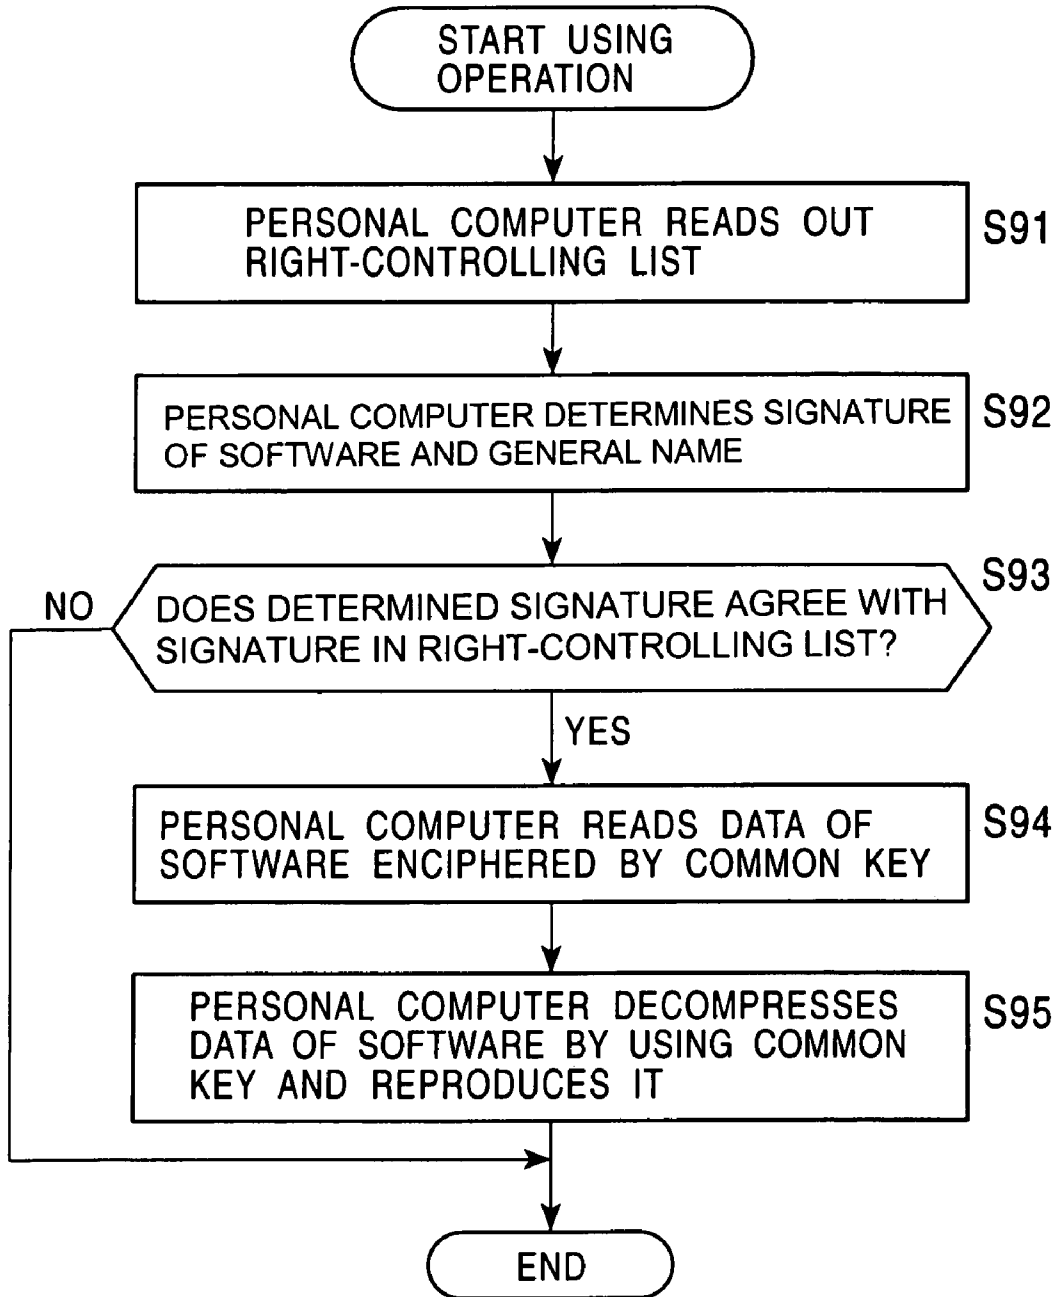 START USING
OPERATION
PERSONAL COMPUTER READS OUT
RIGHT-CONTROLLING LIST
S91
PERSONAL COMPUTER DETERMINES SIGNATURE
OF SOFTWARE AND GENERAL NAME
S92
S93
NO
DOES DETERMINED SIGNATURE AGREE WITH
SIGNATURE IN RIGHT-CONTROLLING LIST?
YES
PERSONAL COMPUTER READS DATA OF
SOFTWARE ENCIPHERED BY COMMON KEY
S94
PERSONAL COMPUTER DECOMPRESSES
DATA OF SOFTWARE BY USING COMMON
KEY AND REPRODUCES IT
S95
END